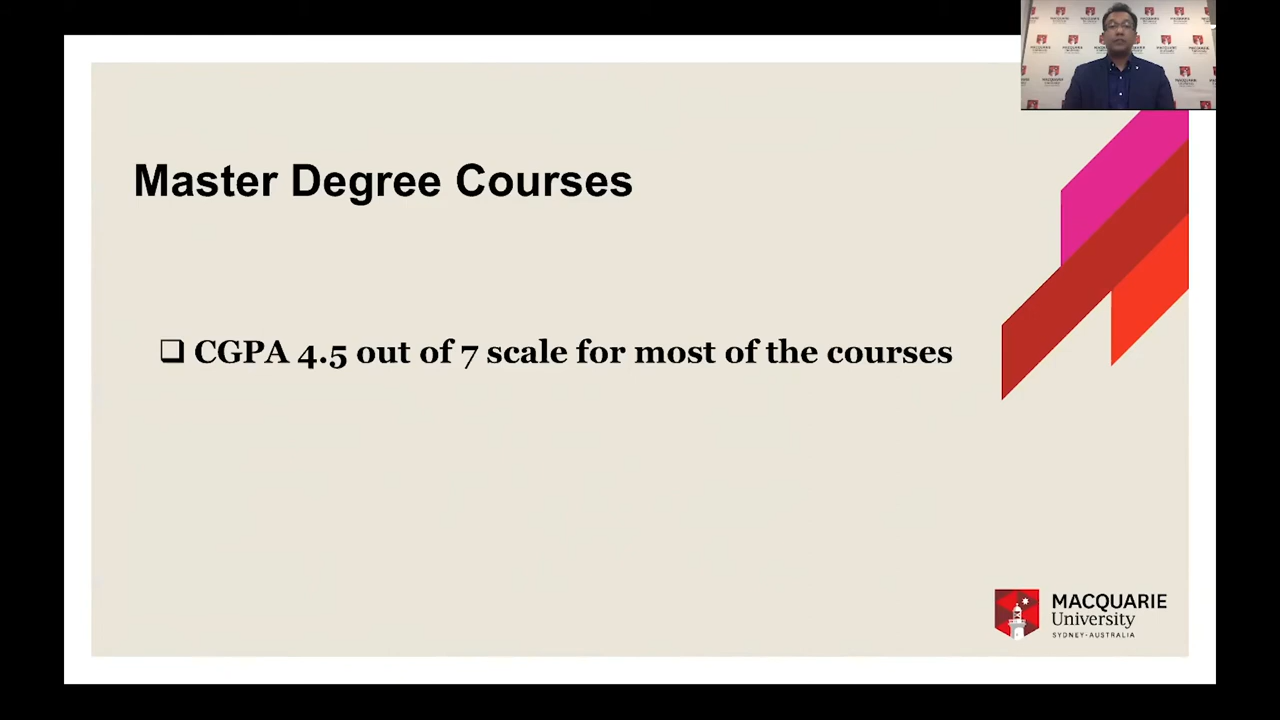 Master Degree Courses
❑ CGPA 4.5 out of 7 scale for most of the courses
MACQUARIE
University
SYDNEY·AUSTRALIA